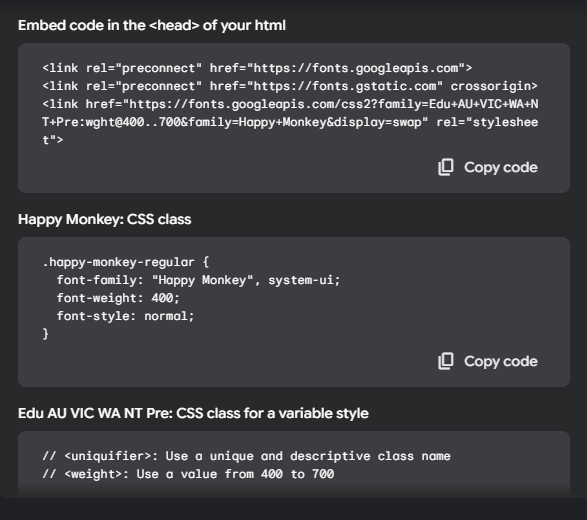 Embed code in the <head> of your html
<link rel="preconnect" href="https://fonts.googleapis.com">
<link rel="preconnect" href="https://fonts.gstatic.com" crossorigin>
<link href="https://fonts.googleapis.com/css2?family=Edu+AU+VIC+WA+N
T+Pre:wght@400..700&family=Happy+Monkey&display=swap" rel="styleshee
t">
Copy code
Happy Monkey: CSS class
.happy-monkey-regular {
  font-family: "Happy Monkey", system-ui;
  font-weight: 400;
  font-style: normal;
}
Copy code
Edu AU VIC WA NT Pre: CSS class for a variable style
// <uniquifier>: Use a unique and descriptive class name
// <weight>: Use a value from 400 to 700